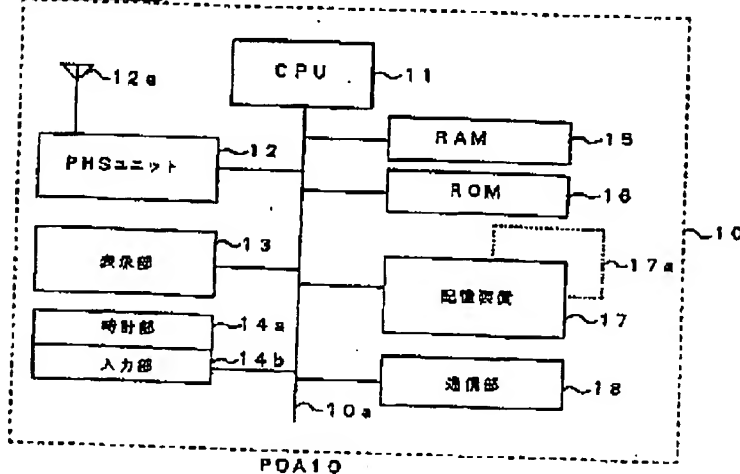 CPU
11
12a
PHSユニット
12
RAM
15
ROM
16
表示部
13
10
17a
記憶装置
17
時計部
14a
入力部
14b
通信部
18
10a
PDA10